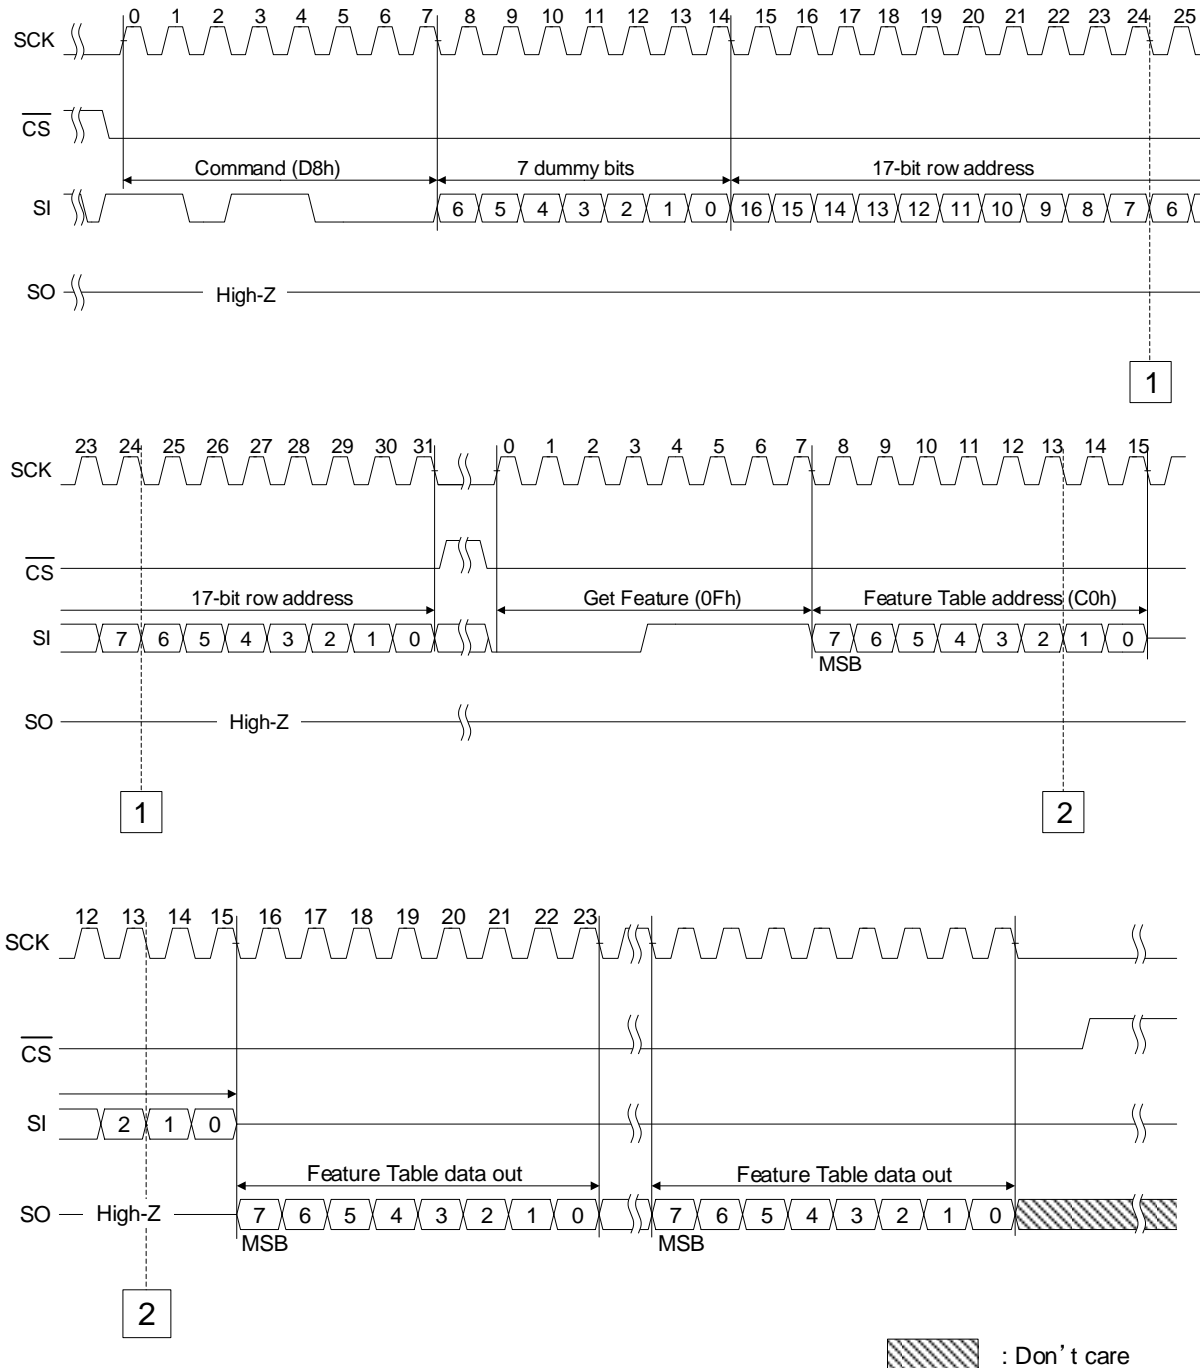 0 1 2 3 4 5 6 7 8 9 10 11 12 13 14 15 16 17 18 19 20 21 22 23 24 25
SCK
CS
Command (D8h) 7 dummy bits 17-bit row address
SI 6 5 4 3 2 1 0 16 15 14 13 12 11 10 9 8 7 6
SO High-Z
1
23 24 25 26 27 28 29 30 31 0 1 2 3 4 5 6 7 8 9 10 11 12 13 14 15
SCK
CS
17-bit row address Get Feature (0Fh) Feature Table address (C0h)
SI 7 6 5 4 3 2 1 0 7 6 5 4 3 2 1 0
MSB
SO High-Z
1 2
12 13 14 15 16 17 18 19 20 21 22 23
SCK
CS
SI 2 1 0
Feature Table data out Feature Table data out
SO High-Z 7 6 5 4 3 2 1 0 7 6 5 4 3 2 1 0
MSB MSB
2
: Don't care